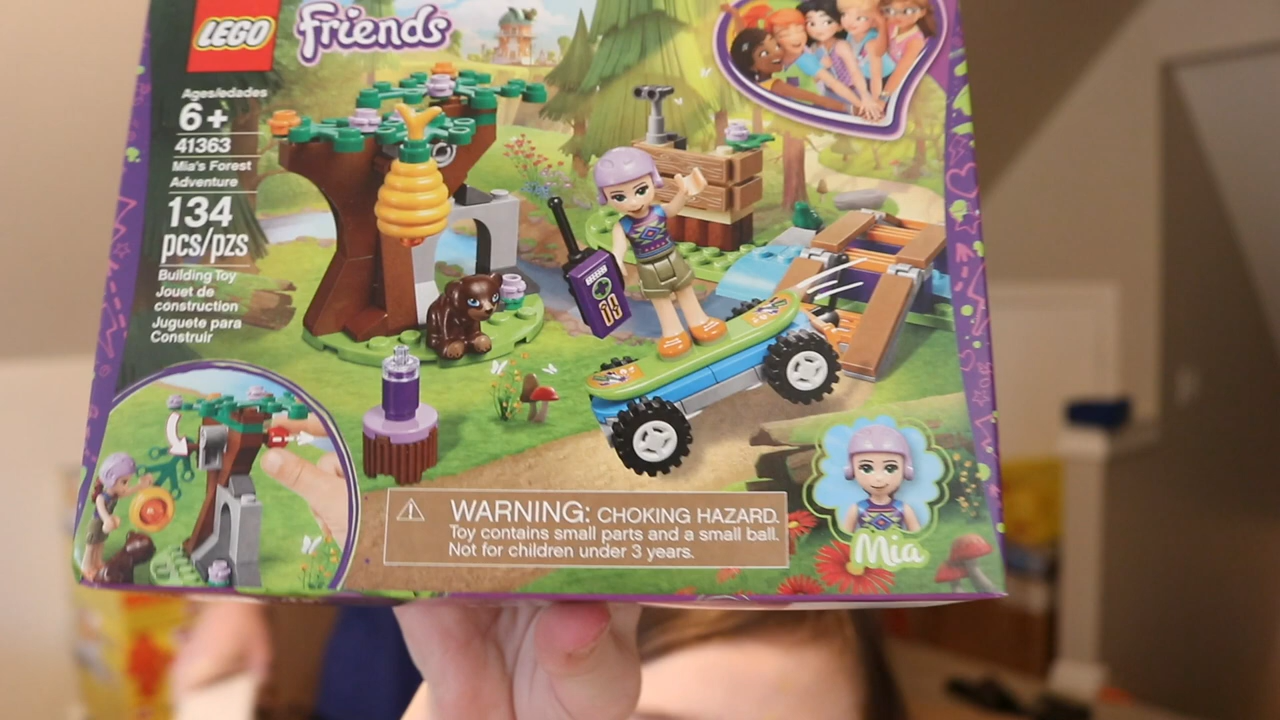 LEGO
Friends
Ages/edades
6+
41363
Mia's Forest
Adventure
134
pcs/pzs
Building Toy
Jouet de
construction
Juguete para
Construir
WARNING: CHOKING HAZARD.
Toy contains small parts and a small ball.
Not for children under 3 years.
Mia